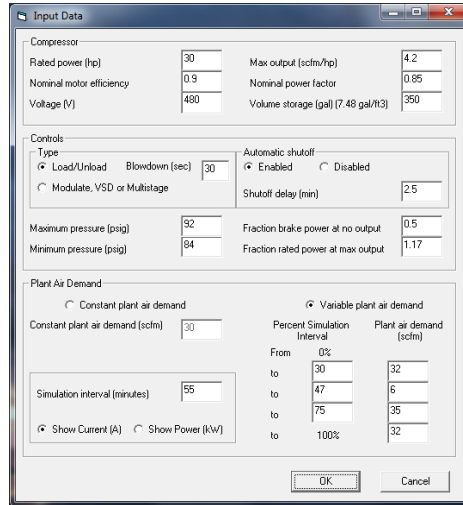 Input Data
Compressor
Rated power (hp) 30 Max output (scfm/hp) 4.2
Nominal motor efficiency 0.9 Nominal power factor 0.85
Voltage (V) 480 Volume storage (gal) (7.48 gal/ft3) 350
Controls
Type Automatic shutoff
Load/Unload Blowdown (sec) 30 Enabled Disabled
Modulate, VSD or Multistage Shutoff delay (min) 2.5
Maximum pressure (psig) 92 Fraction brake power at no output 0.5
Minimum pressure (psig) 84 Fraction rated power at max output 1.17
Plant Air Demand
Constant plant air demand Variable plant air demand
Constant plant air demand (scfm) 30 Percent Simulation Interval Plant air demand (scfm)
From 0%
to 30 32
Simulation interval (minutes) 55 to 47 6
to 75 35
Show Current (A) Show Power (kW) to 100% 32
OK Cancel